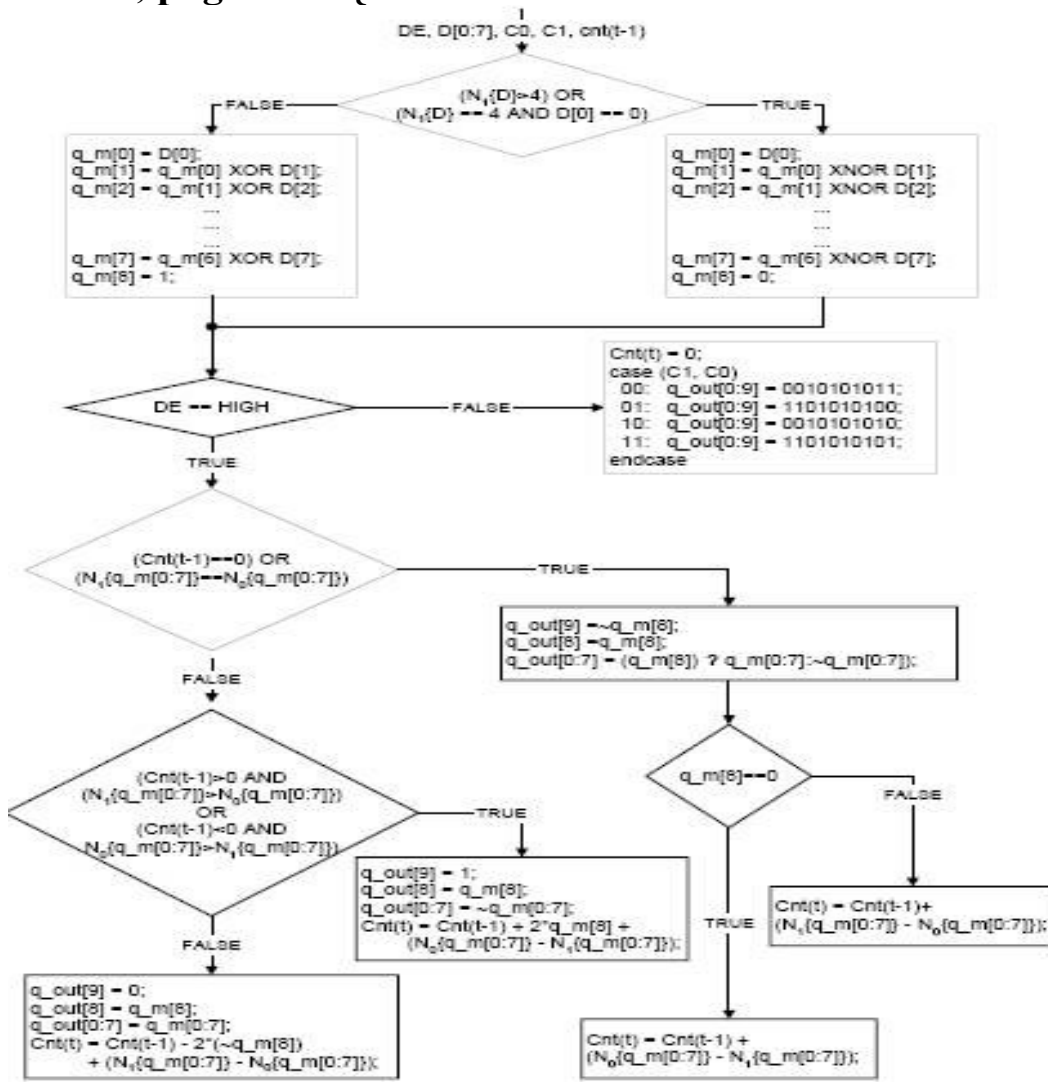 DE, D[0:7], C0, C1, cnt(t-1)
(N₁{D}>4) OR
(N₁{D} == 4 AND D[0] == 0)
FALSE
TRUE
q_m[0] = D[0];
q_m[1] = q_m[0] XOR D[1];
q_m[2] = q_m[1] XOR D[2];
...
...
...
q_m[7] = q_m[6] XOR D[7];
q_m[8] = 1;
q_m[0] = D[0];
q_m[1] = q_m[0] XNOR D[1];
q_m[2] = q_m[1] XNOR D[2];
...
...
...
q_m[7] = q_m[6] XNOR D[7];
q_m[8] = 0;
DE == HIGH
FALSE
Cnt(t) = 0;
case (C1, C0)
00: q_out[0:9] = 0010101011;
01: q_out[0:9] = 1101010100;
10: q_out[0:9] = 0010101010;
11: q_out[0:9] = 1101010101;
endcase
TRUE
(Cnt(t-1)==0) OR
(N₁{q_m[0:7]}==N₀{q_m[0:7]})
TRUE
q_out[9] =~q_m[8];
q_out[8] =q_m[8];
q_out[0:7] = (q_m[8]) ? q_m[0:7]:~q_m[0:7]);
FALSE
(Cnt(t-1)>0 AND
(N₁{q_m[0:7]}>N₀{q_m[0:7]})
OR
(Cnt(t-1)<0 AND
N₀{q_m[0:7]}>N₁{q_m[0:7]})
TRUE
q_out[9] = 1;
q_out[8] = q_m[8];
q_out[0:7] = ~q_m[0:7];
Cnt(t) = Cnt(t-1) + 2*q_m[8] +
(N₀{q_m[0:7]} - N₁{q_m[0:7]});
q_m[8]==0
FALSE
Cnt(t) = Cnt(t-1)+
(N₁{q_m[0:7]} - N₀{q_m[0:7]});
TRUE
FALSE
q_out[9] = 0;
q_out[8] = q_m[8];
q_out[0:7] = q_m[0:7];
Cnt(t) = Cnt(t-1) - 2*(~q_m[8])
+ (N₁{q_m[0:7]} - N₀{q_m[0:7]});
Cnt(t) = Cnt(t-1) +
(N₀{q_m[0:7]} - N₁{q_m[0:7]});